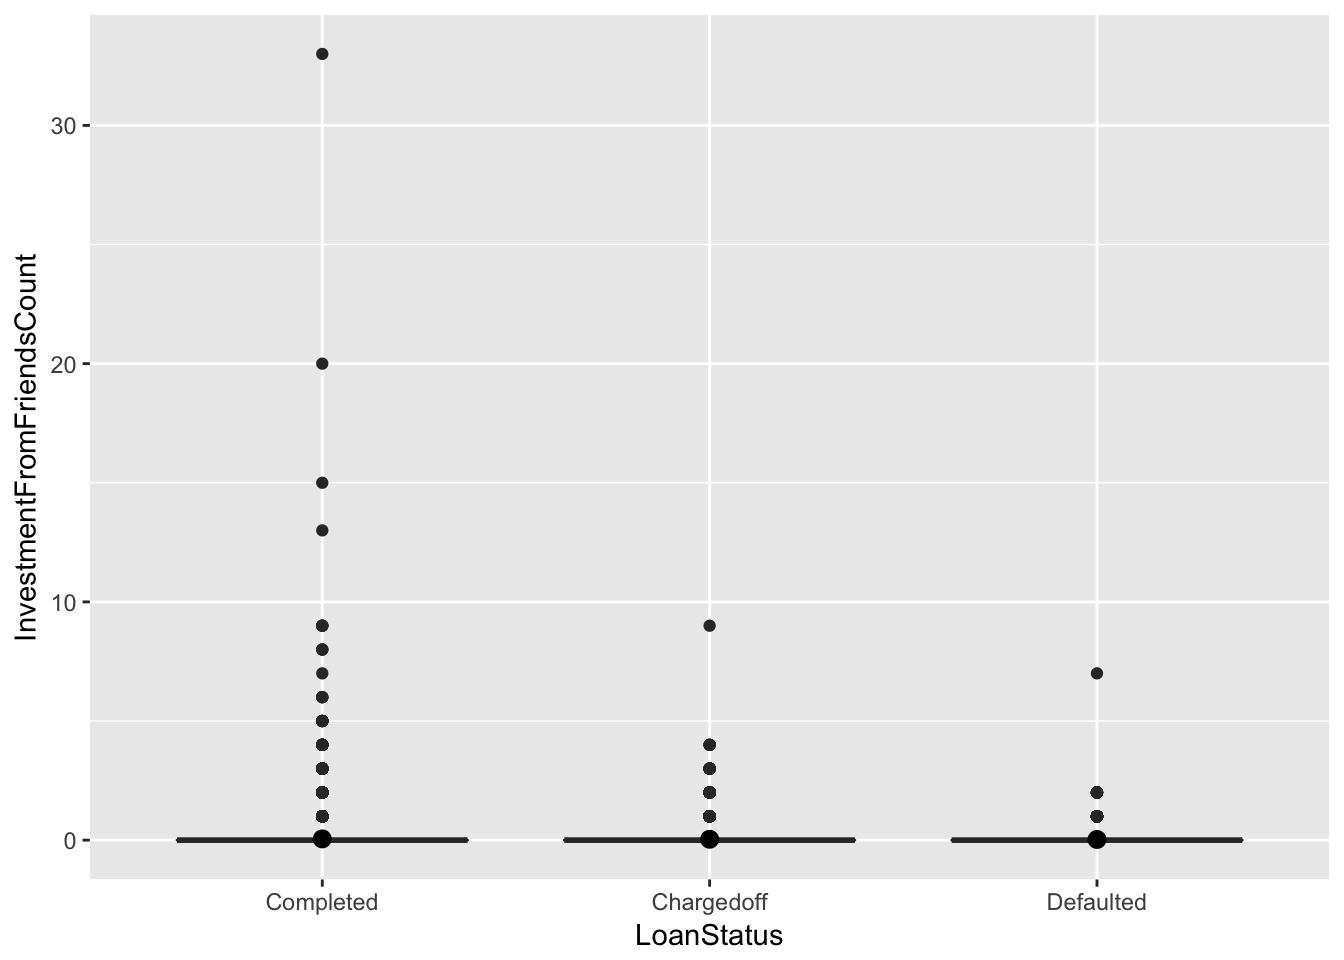 InvestmentFromFriendsCount
30
20
10
0
Completed
Chargedoff
Defaulted
LoanStatus